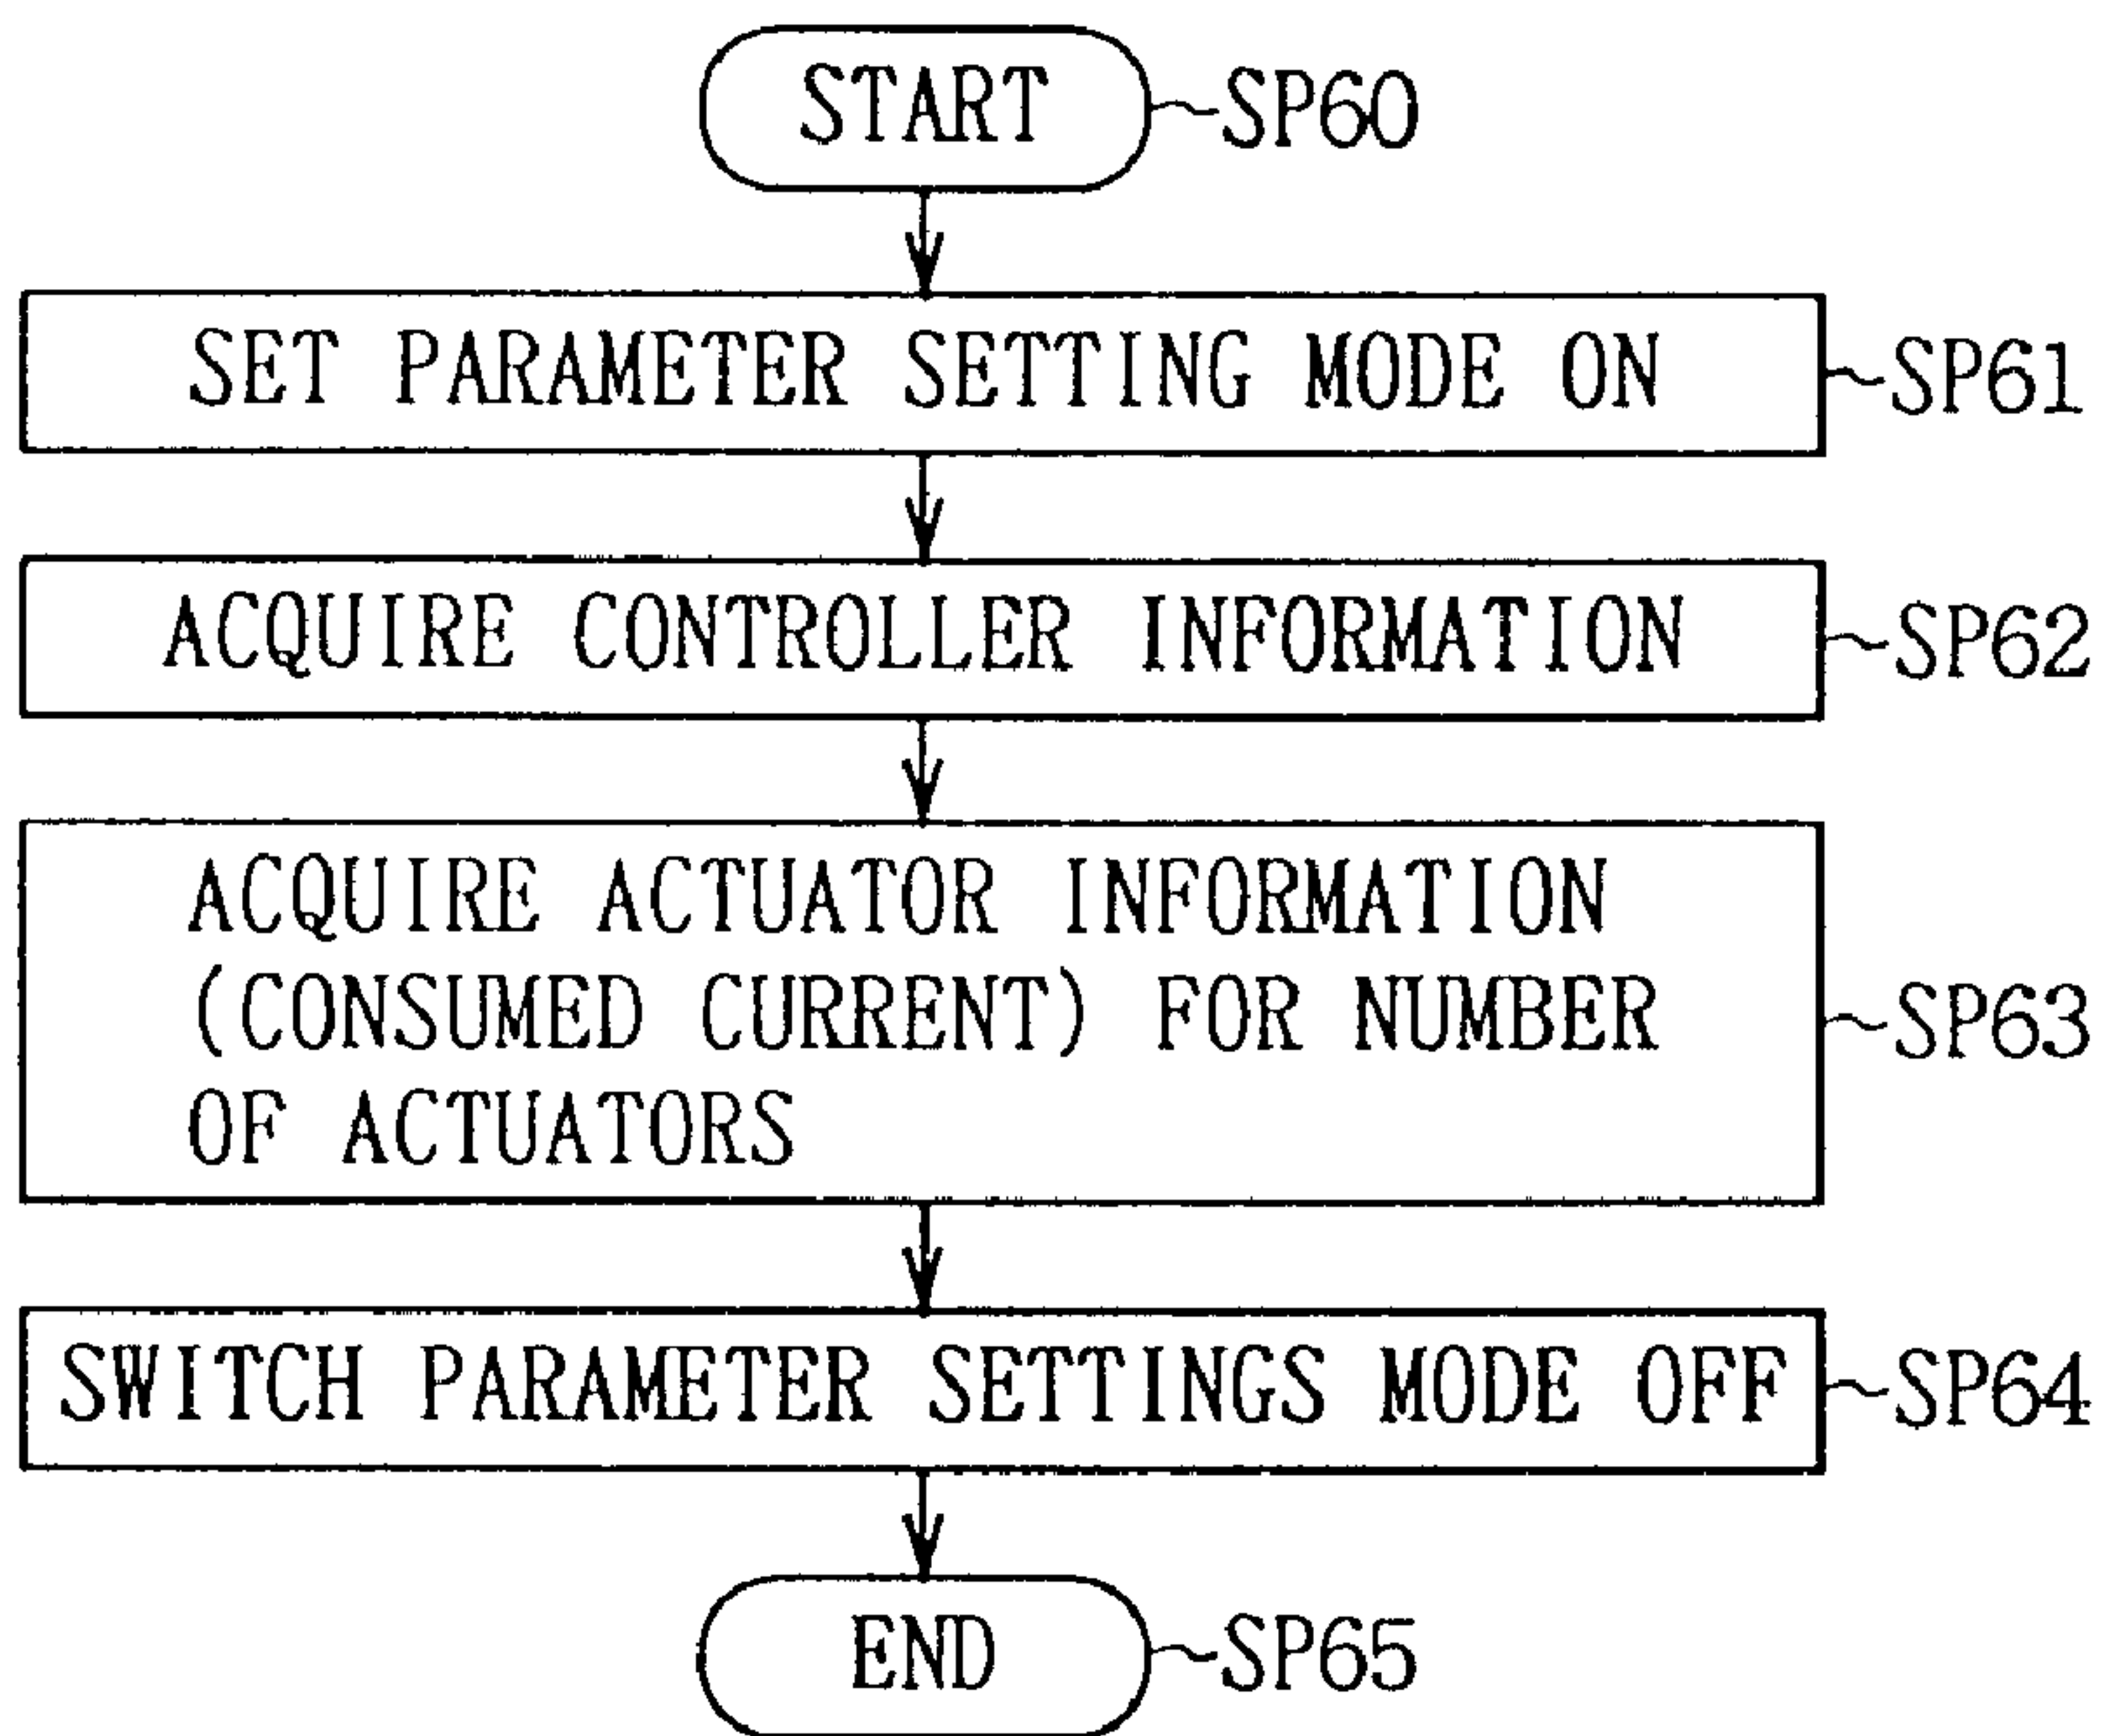 START
SP60
SET PARAMETER SETTING MODE ON
SP61
ACQUIRE CONTROLLER INFORMATION
SP62
ACQUIRE ACTUATOR INFORMATION
(CONSUMED CURRENT) FOR NUMBER
OF ACTUATORS
SP63
SWITCH PARAMETER SETTINGS MODE OFF
SP64
END
SP65